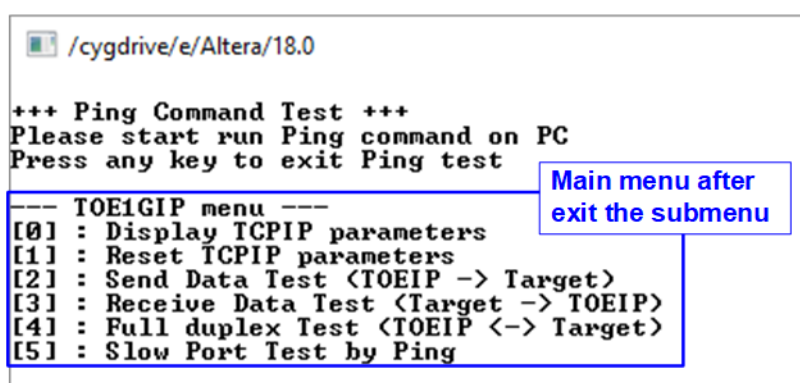 /cygdrive/e/Altera/18.0
+++ Ping Command Test +++
Please start run Ping command on PC
Press any key to exit Ping test
Main menu after
exit the submenu
--- TOE1GIP menu ---
[0] : Display TCPIP parameters
[1] : Reset TCPIP parameters
[2] : Send Data Test (TOEIP -> Target)
[3] : Receive Data Test (Target -> TOEIP)
[4] : Full duplex Test (TOEIP <-> Target)
[5] : Slow Port Test by Ping